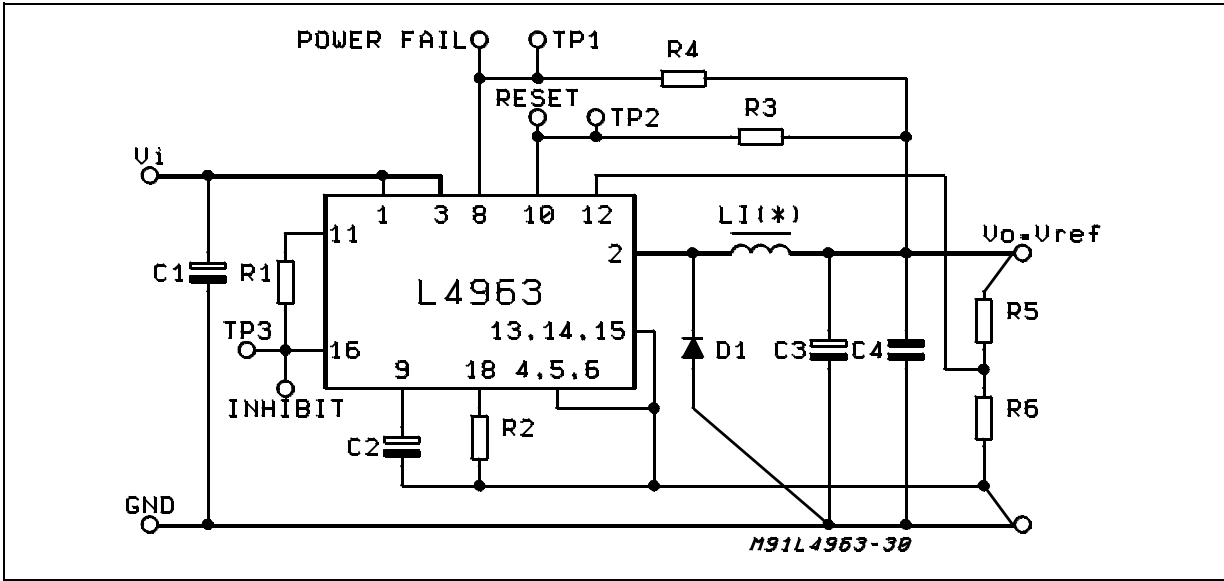 POWER FAIL
TP1
R4
RESET
TP2
R3
Vi
1
3
8
10
12
11
2
LI(*)
Vo=Vref
C1
R1
L4963
13,14,15
R5
TP3
16
D1
C3
C4
9
18
4,5,6
INHIBIT
R6
C2
R2
GND
M91L4963-30